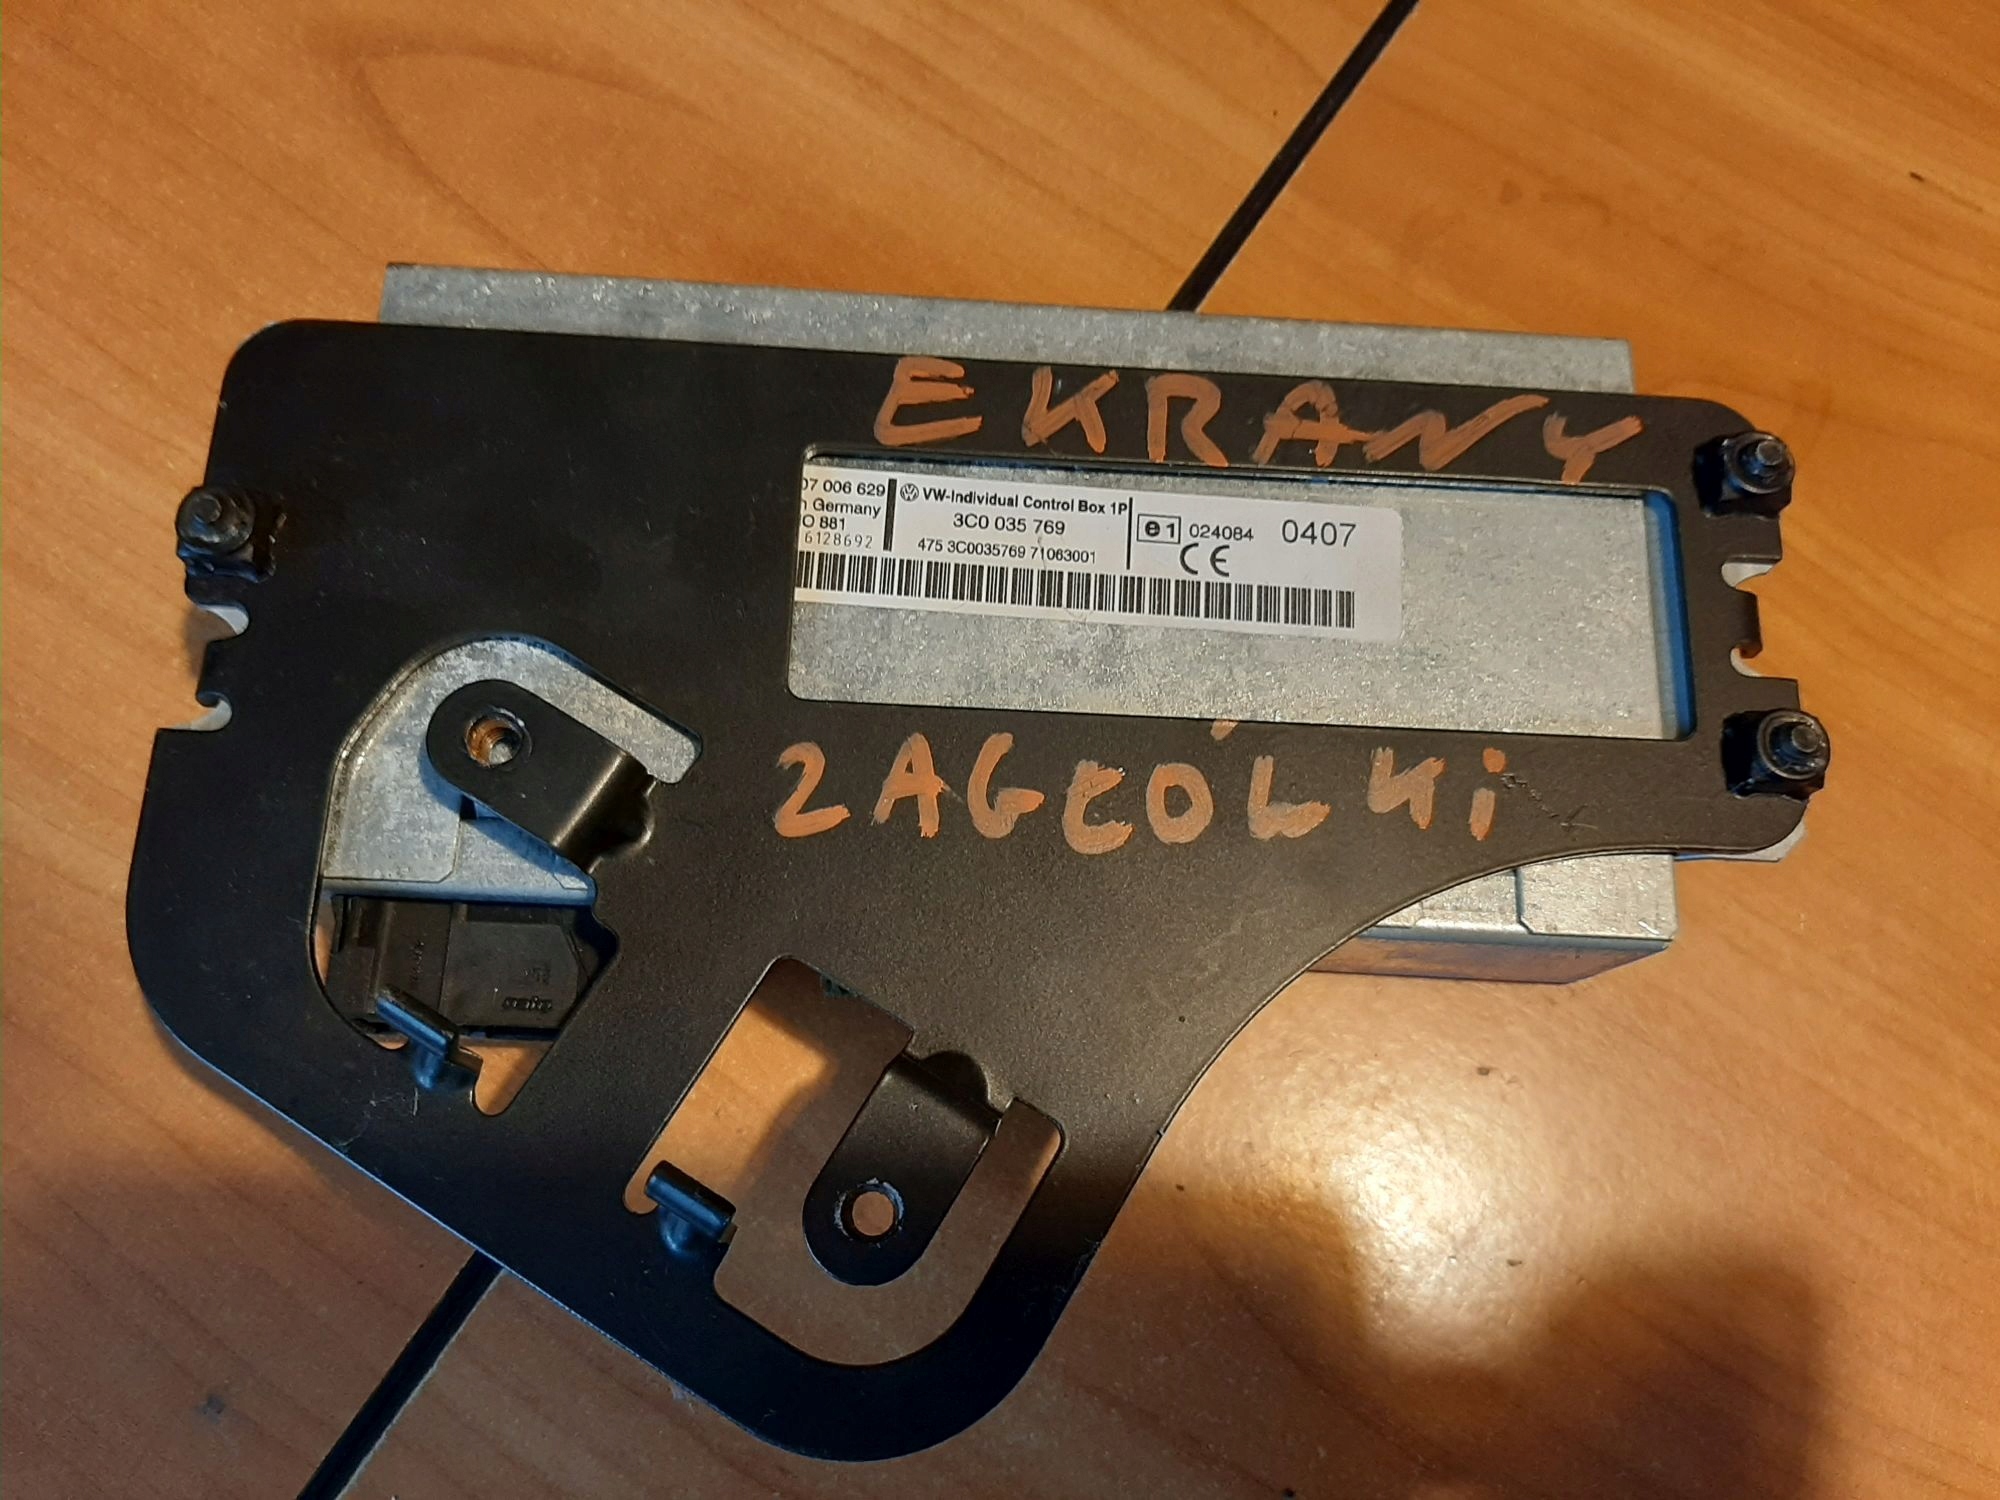 EKRANY
07 006 629
n Germany
O 881
6128692
VW-Individual Control Box 1P
3C0 035 769
475 3C0035769 71063001
e1 024084 0407
CE
ZAGŁÓWKI